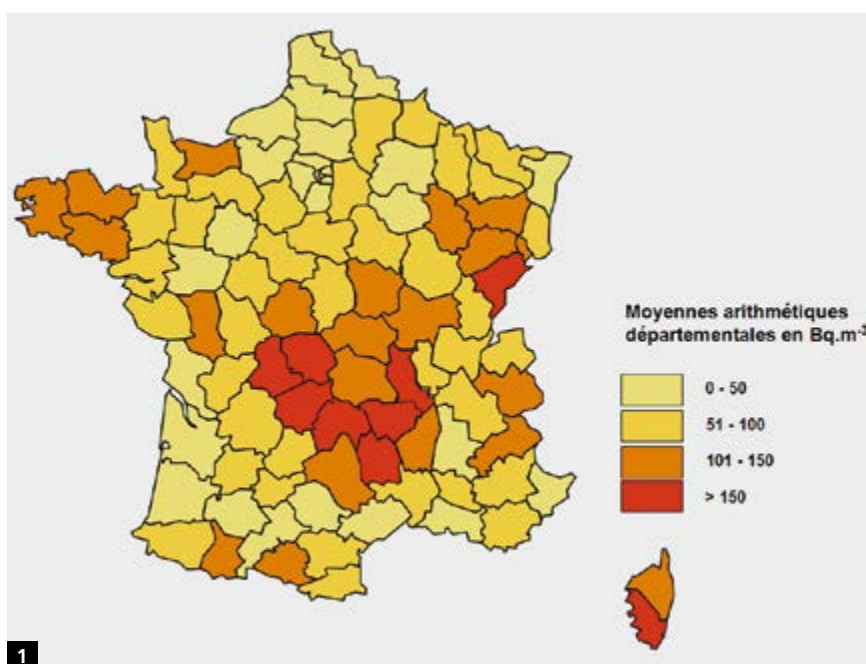 Moyennes arithmétiques
départementales en Bq.m⁻³
0 - 50
51 - 100
101 - 150
> 150
1